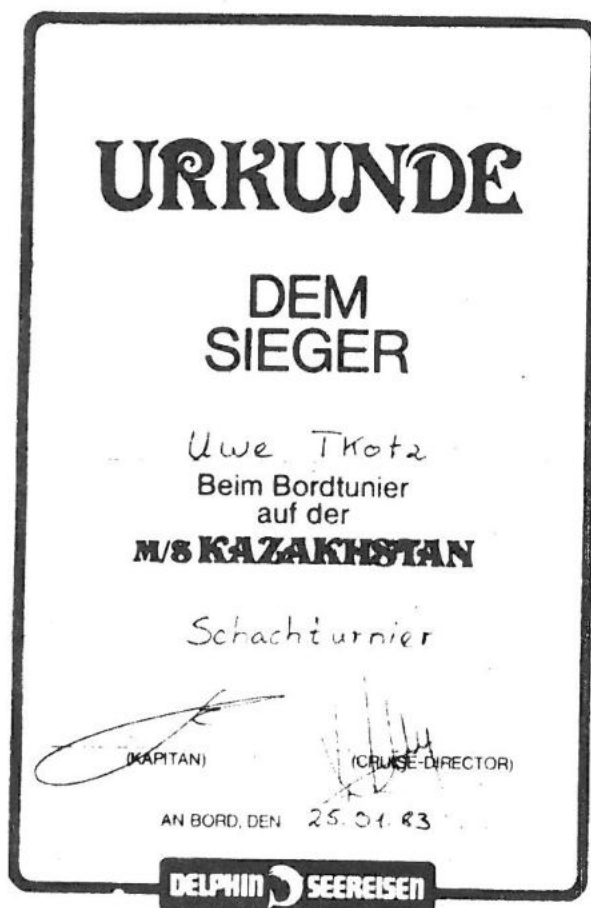 URKUNDE
DEM
SIEGER
Uwe Tkotz
Beim Bordtunier
auf der
M/S KAZAKHSTAN
Schachturnier
(KAPITAN) (CRUISE-DIRECTOR)
AN BORD, DEN 25.01.83
DELPHIN SEEREISEN